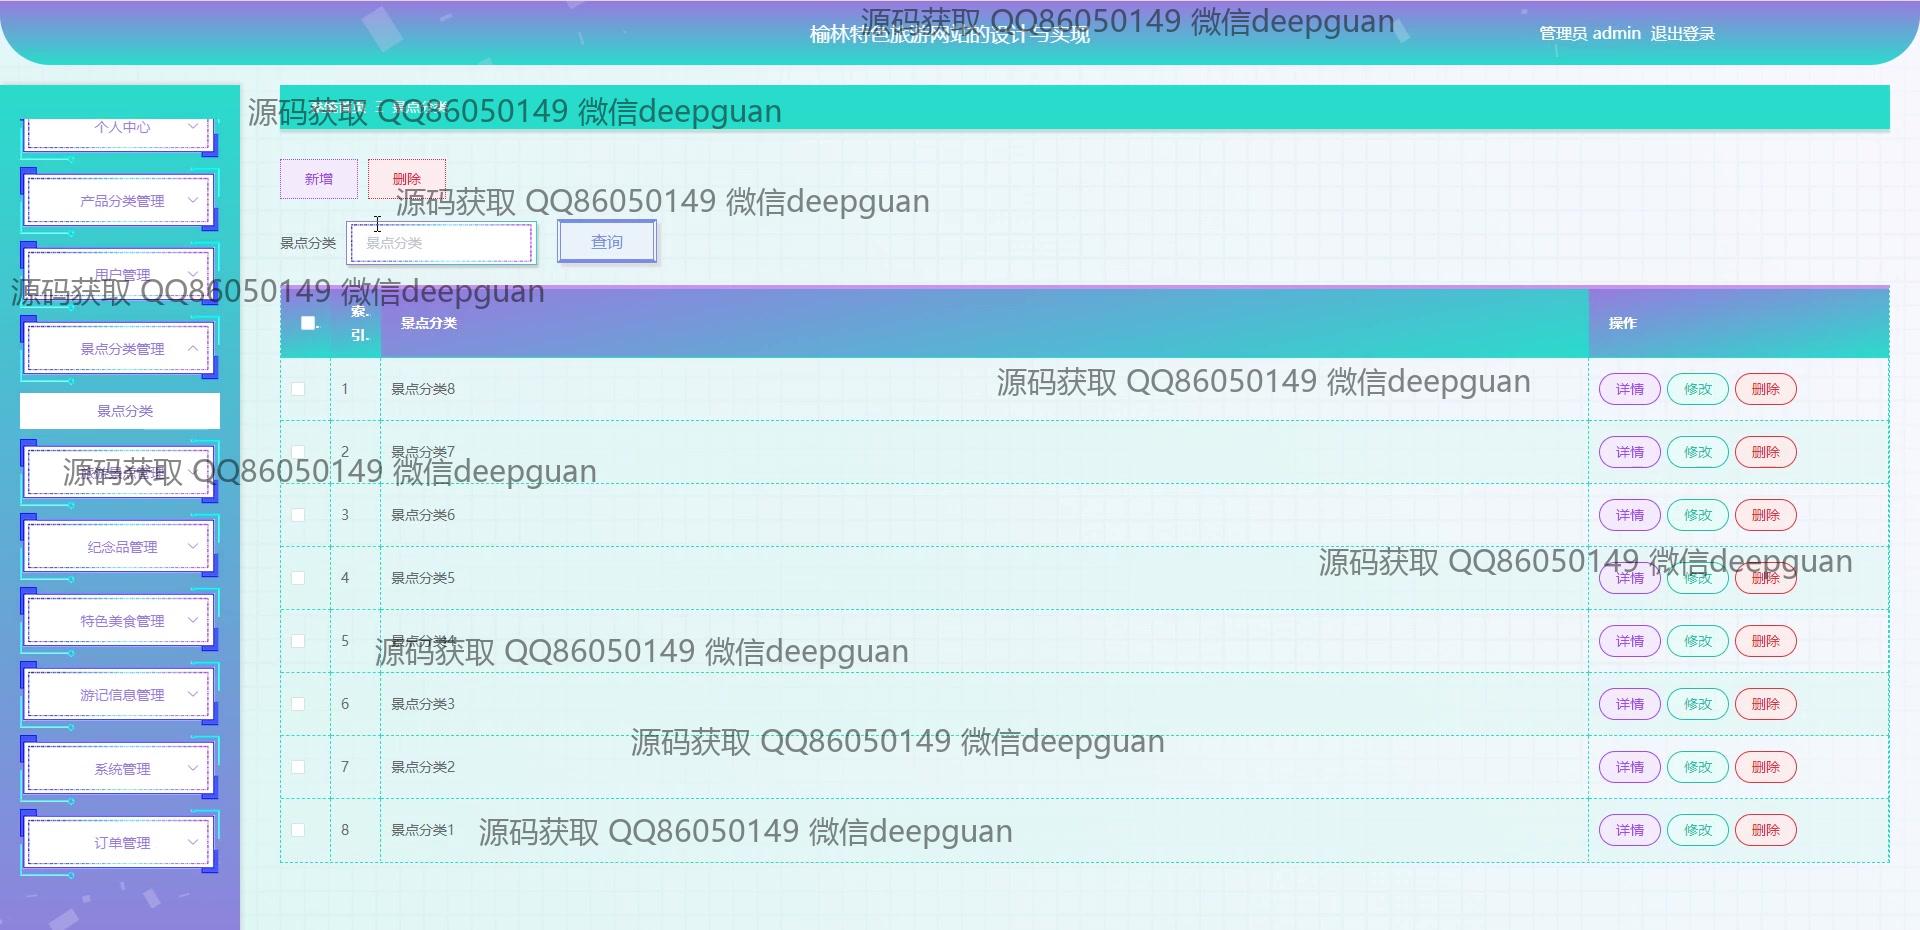 榆林特色旅游网站的设计与实现
源码获取 QQ86050149 微信deepguan
管理员 admin 退出登录
源码获取 QQ86050149 微信deepguan
景点分类
个人中心
新增 删除
产品分类管理
源码获取 QQ86050149 微信deepguan
景点分类 景点分类 查询
用户管理
源码获取 QQ86050149 微信deepguan
索.
引.
景点分类 操作
景点分类管理
1 景点分类8 详情 修改 删除
源码获取 QQ86050149 微信deepguan
景点分类
2 景点分类7 详情 修改 删除
源码获取 QQ86050149 微信deepguan
3 景点分类6 详情 修改 删除
纪念品管理
源码获取 QQ86050149 微信deepguan
4 景点分类5 详情 修改 删除
特色美食管理
5 景点分类4 详情 修改 删除
源码获取 QQ86050149 微信deepguan
游记信息管理
6 景点分类3 详情 修改 删除
源码获取 QQ86050149 微信deepguan
系统管理
7 景点分类2 详情 修改 删除
8 景点分类1 详情 修改 删除
源码获取 QQ86050149 微信deepguan
订单管理